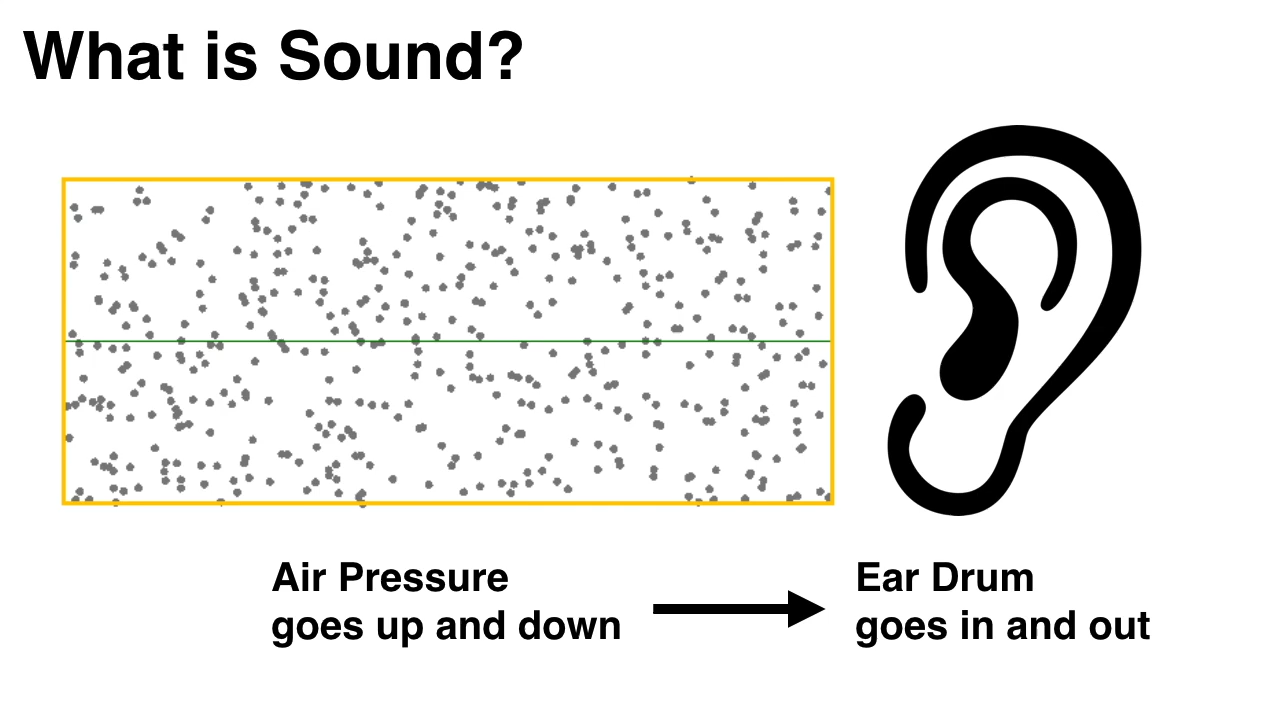 What is Sound?
Air Pressure
goes up and down
Ear Drum
goes in and out